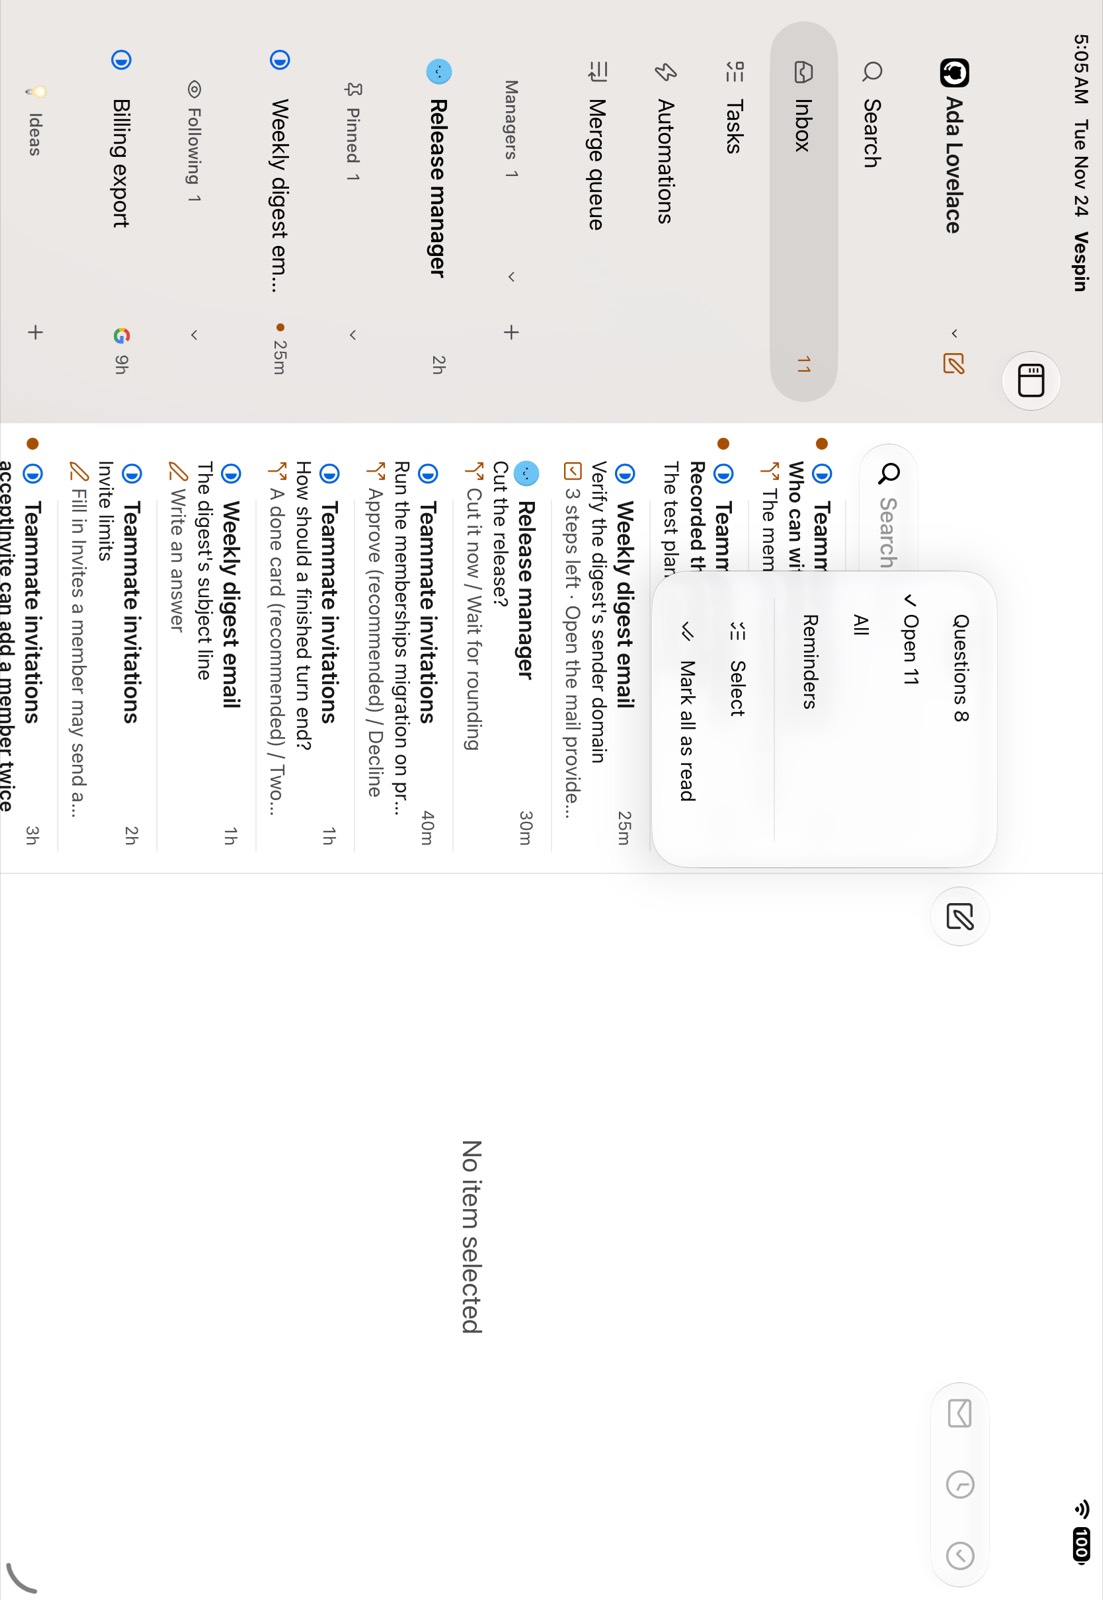 5:05 AM Tue Nov 24 Vespin
100
Ada Lovelace
Search
Inbox 11
Tasks
Automations
Merge queue
Managers 1
Release manager 2h
Pinned 1
Weekly digest em... 25m
Following 1
Billing export 9h
Ideas
Search
Questions 8
Open 11
All
Reminders
Select
Mark all as read
Who can
The
Recorded
The test
Weekly digest email 25m
Verify the digest's sender domain
3 steps left · Open the mail provide...
Release manager 30m
Cut the release?
Cut it now / Wait for rounding
Teammate invitations 40m
Run the memberships migration on pr...
Approve (recommended) / Decline
Teammate invitations 1h
How should a finished turn end?
A done card (recommended) / Two...
Weekly digest email 1h
The digest's subject line
Write an answer
Teammate invitations 2h
Invite limits
Fill in Invites a member may send a...
Teammate invitations 3h
acceptInvite can add a member twice
No item selected